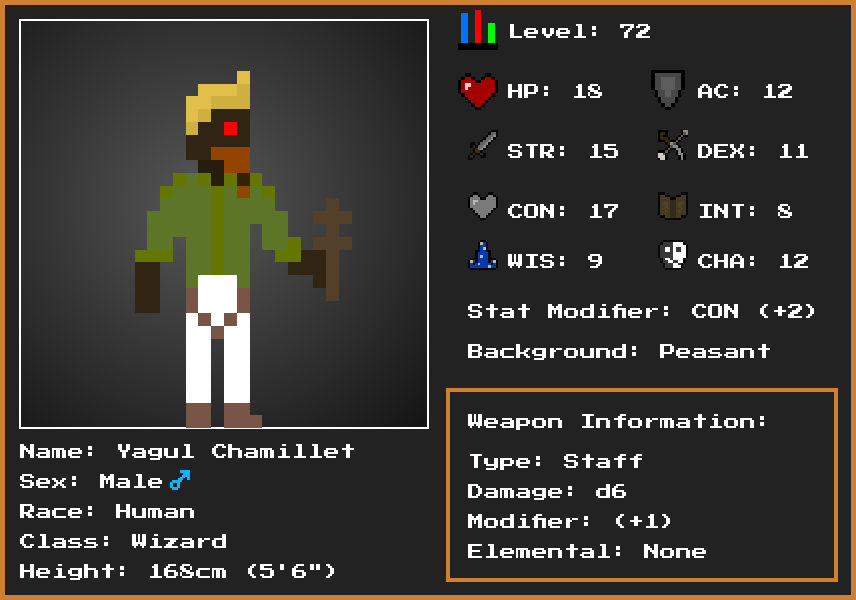 Level: 72
HP: 18
AC: 12
STR: 15
DEX: 11
CON: 17
INT: 8
WIS: 9
CHA: 12
Stat Modifier: CON (+2)
Background: Peasant
Weapon Information:
Type: Staff
Damage: d6
Modifier: (+1)
Elemental: None
Name: Yagul Chamillet
Sex: Male ♂
Race: Human
Class: Wizard
Height: 168cm (5'6")